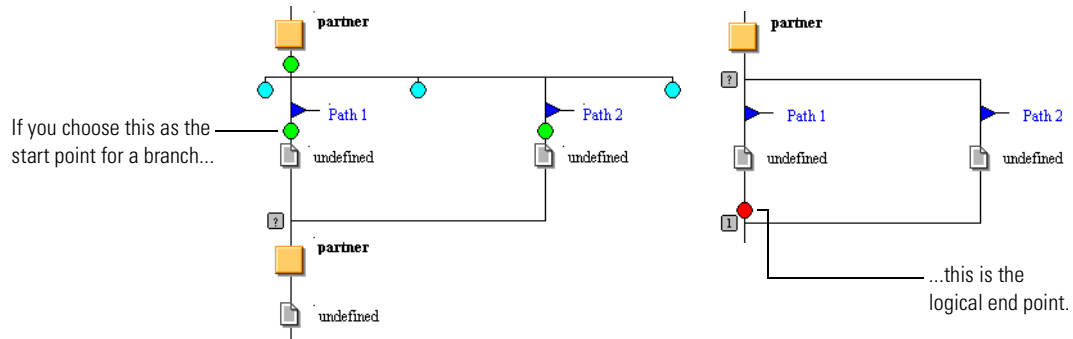 partner
Path 1
Path 2
If you choose this as the
start point for a branch...
undefined
undefined
?
partner
undefined
partner
?
Path 1
Path 2
undefined
undefined
1
...this is the
logical end point.